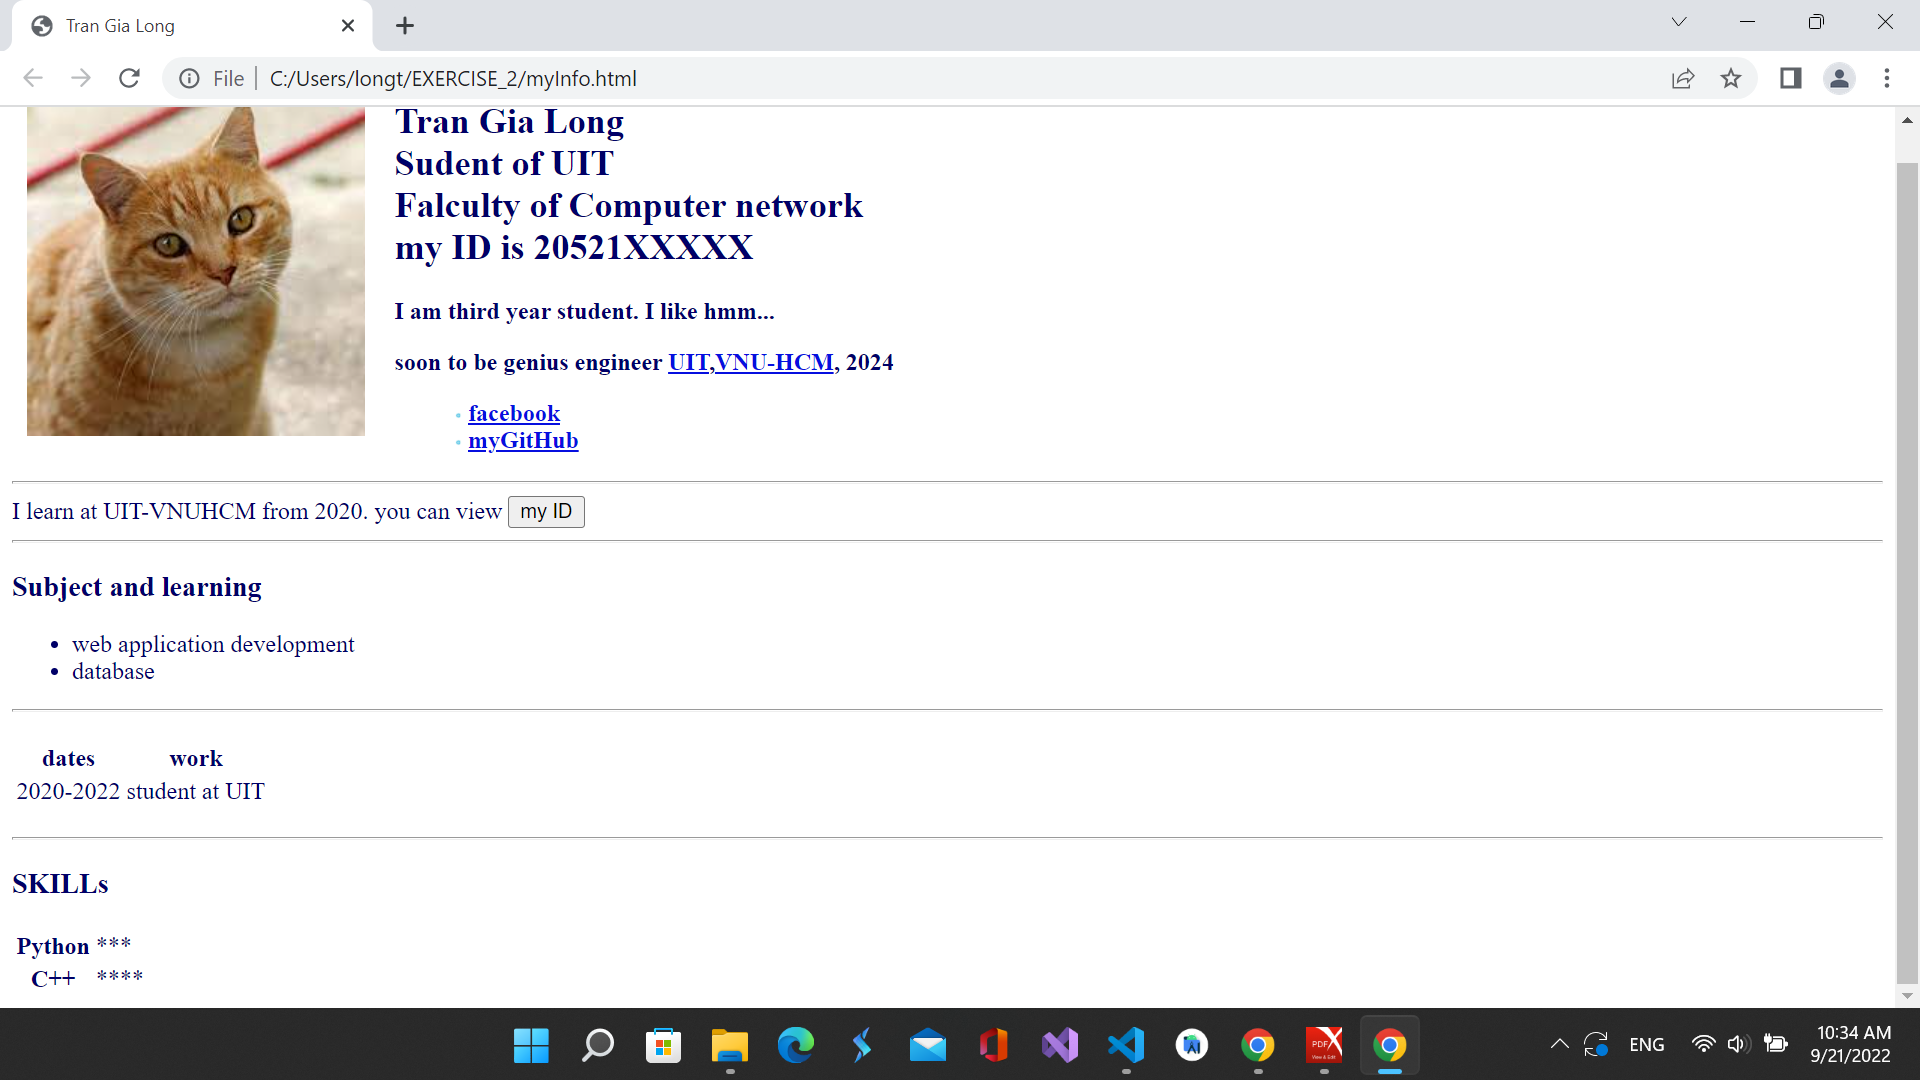 Tran Gia Long
File
C:/Users/longt/EXERCISE_2/myInfo.html
Tran Gia Long
Sudent of UIT
Falculty of Computer network
my ID is 20521XXXXX
I am third year student. I like hmm...
soon to be genius engineer UIT,VNU-HCM, 2024
facebook
myGitHub
I learn at UIT-VNUHCM from 2020. you can view my ID
Subject and learning
web application development
database
dates work
2020-2022 student at UIT
SKILLs
Python ***
C++ ****
PDF
View & Edit
ENG
10:34 AM
9/21/2022